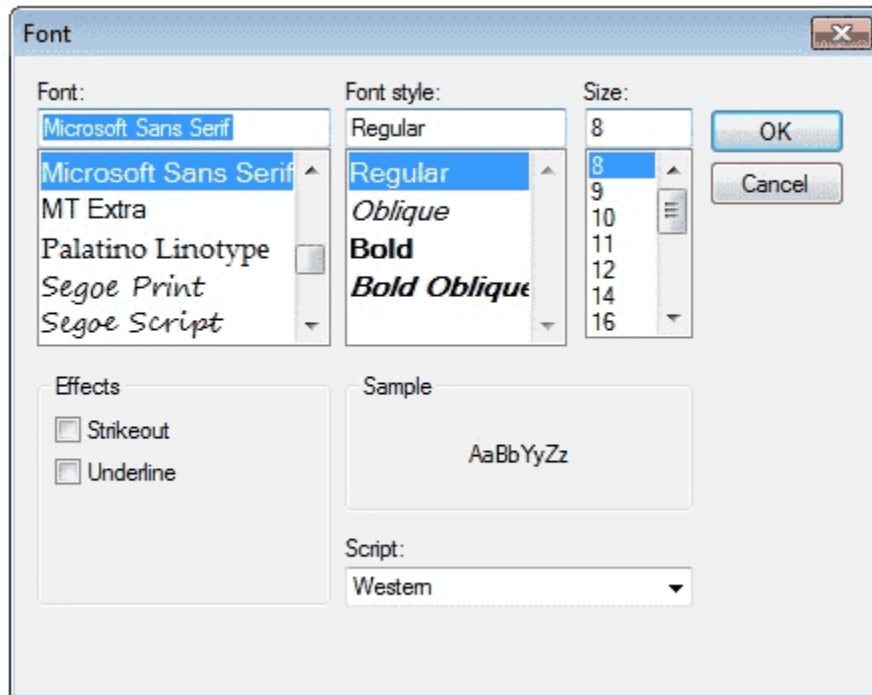 Font
Font:
Font style:
Size:
Microsoft Sans Serif
Regular
8
OK
Cancel
Microsoft Sans Serif
MT Extra
Palatino Linotype
Segoe Print
Segoe Script
Regular
Oblique
Bold
Bold Oblique
8
9
10
11
12
14
16
Effects
Strikeout
Underline
Sample
AaBbYyZz
Script:
Western